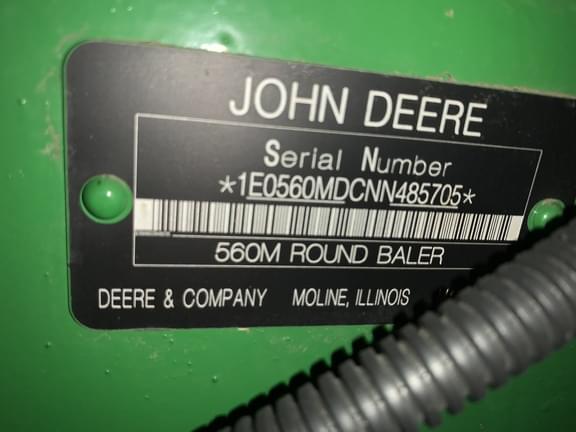 JOHN DEERE
Serial Number
*1E0560MDCNN485705*
560M ROUND BALER
DEERE & COMPANY MOLINE, ILLINOIS